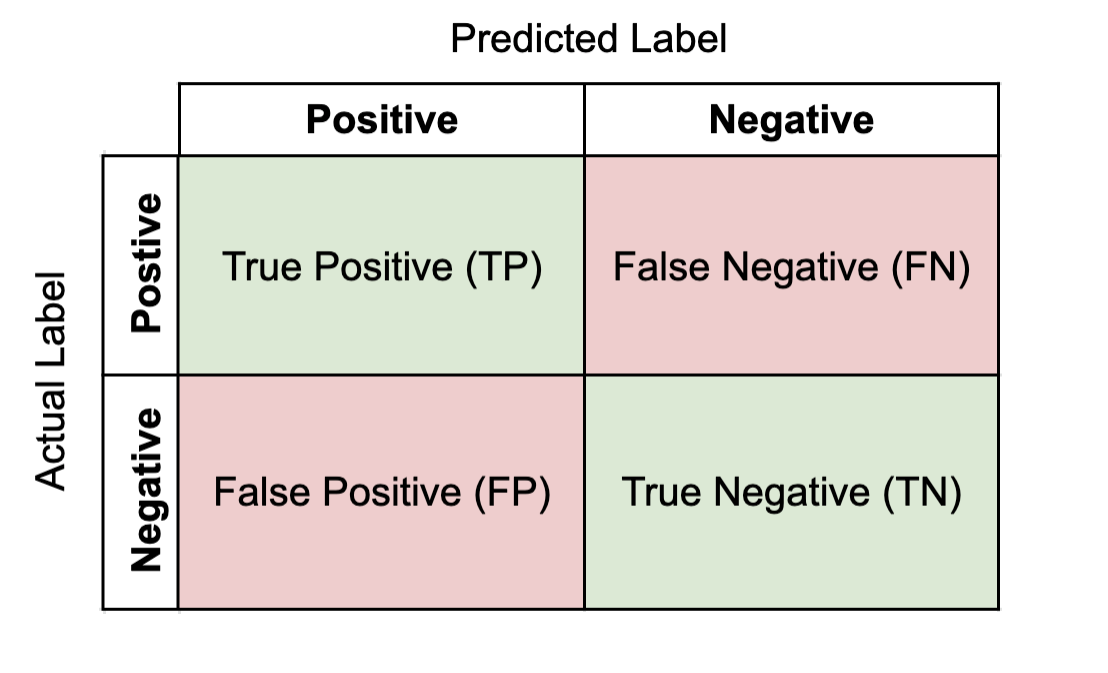 Predicted Label
Positive Negative
Actual Label
Postive
True Positive (TP) False Negative (FN)
Negative
False Positive (FP) True Negative (TN)